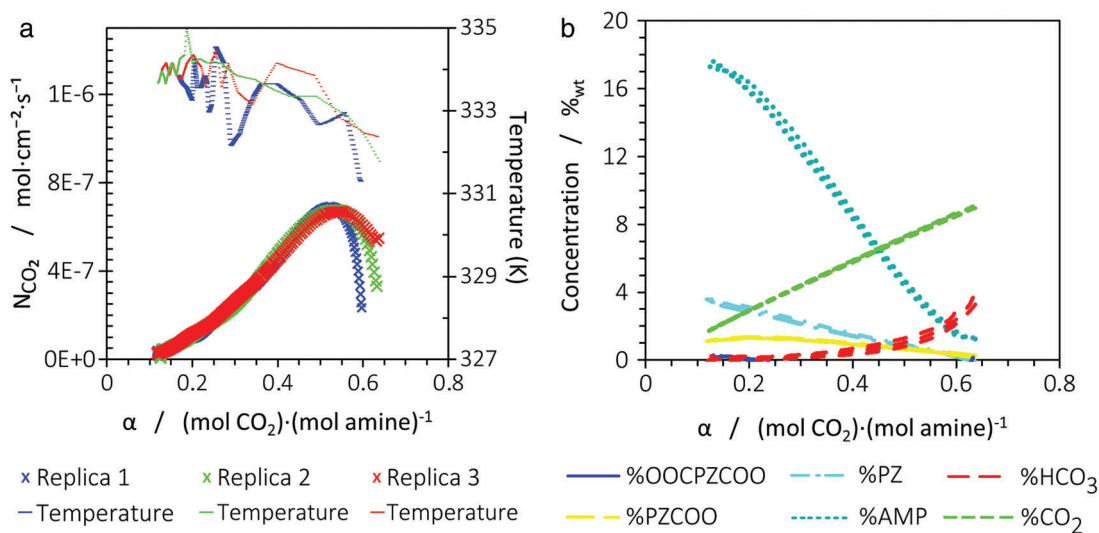 a
N_CO₂ / mol·cm⁻²·s⁻¹
1E-6
8E-7
4E-7
0E+0
335
333
331
329
327
Temperature (K)
0 0.2 0.4 0.6 0.8
α / (mol CO₂)·(mol amine)⁻¹
× Replica 1 × Replica 2 × Replica 3
Temperature Temperature Temperature
b
Concentration / %wt
20
16
12
8
4
0
0 0.2 0.4 0.6 0.8
α / (mol CO₂)·(mol amine)⁻¹
%OOCPZCOO %PZ %HCO₃
%PZCOO %AMP %CO₂